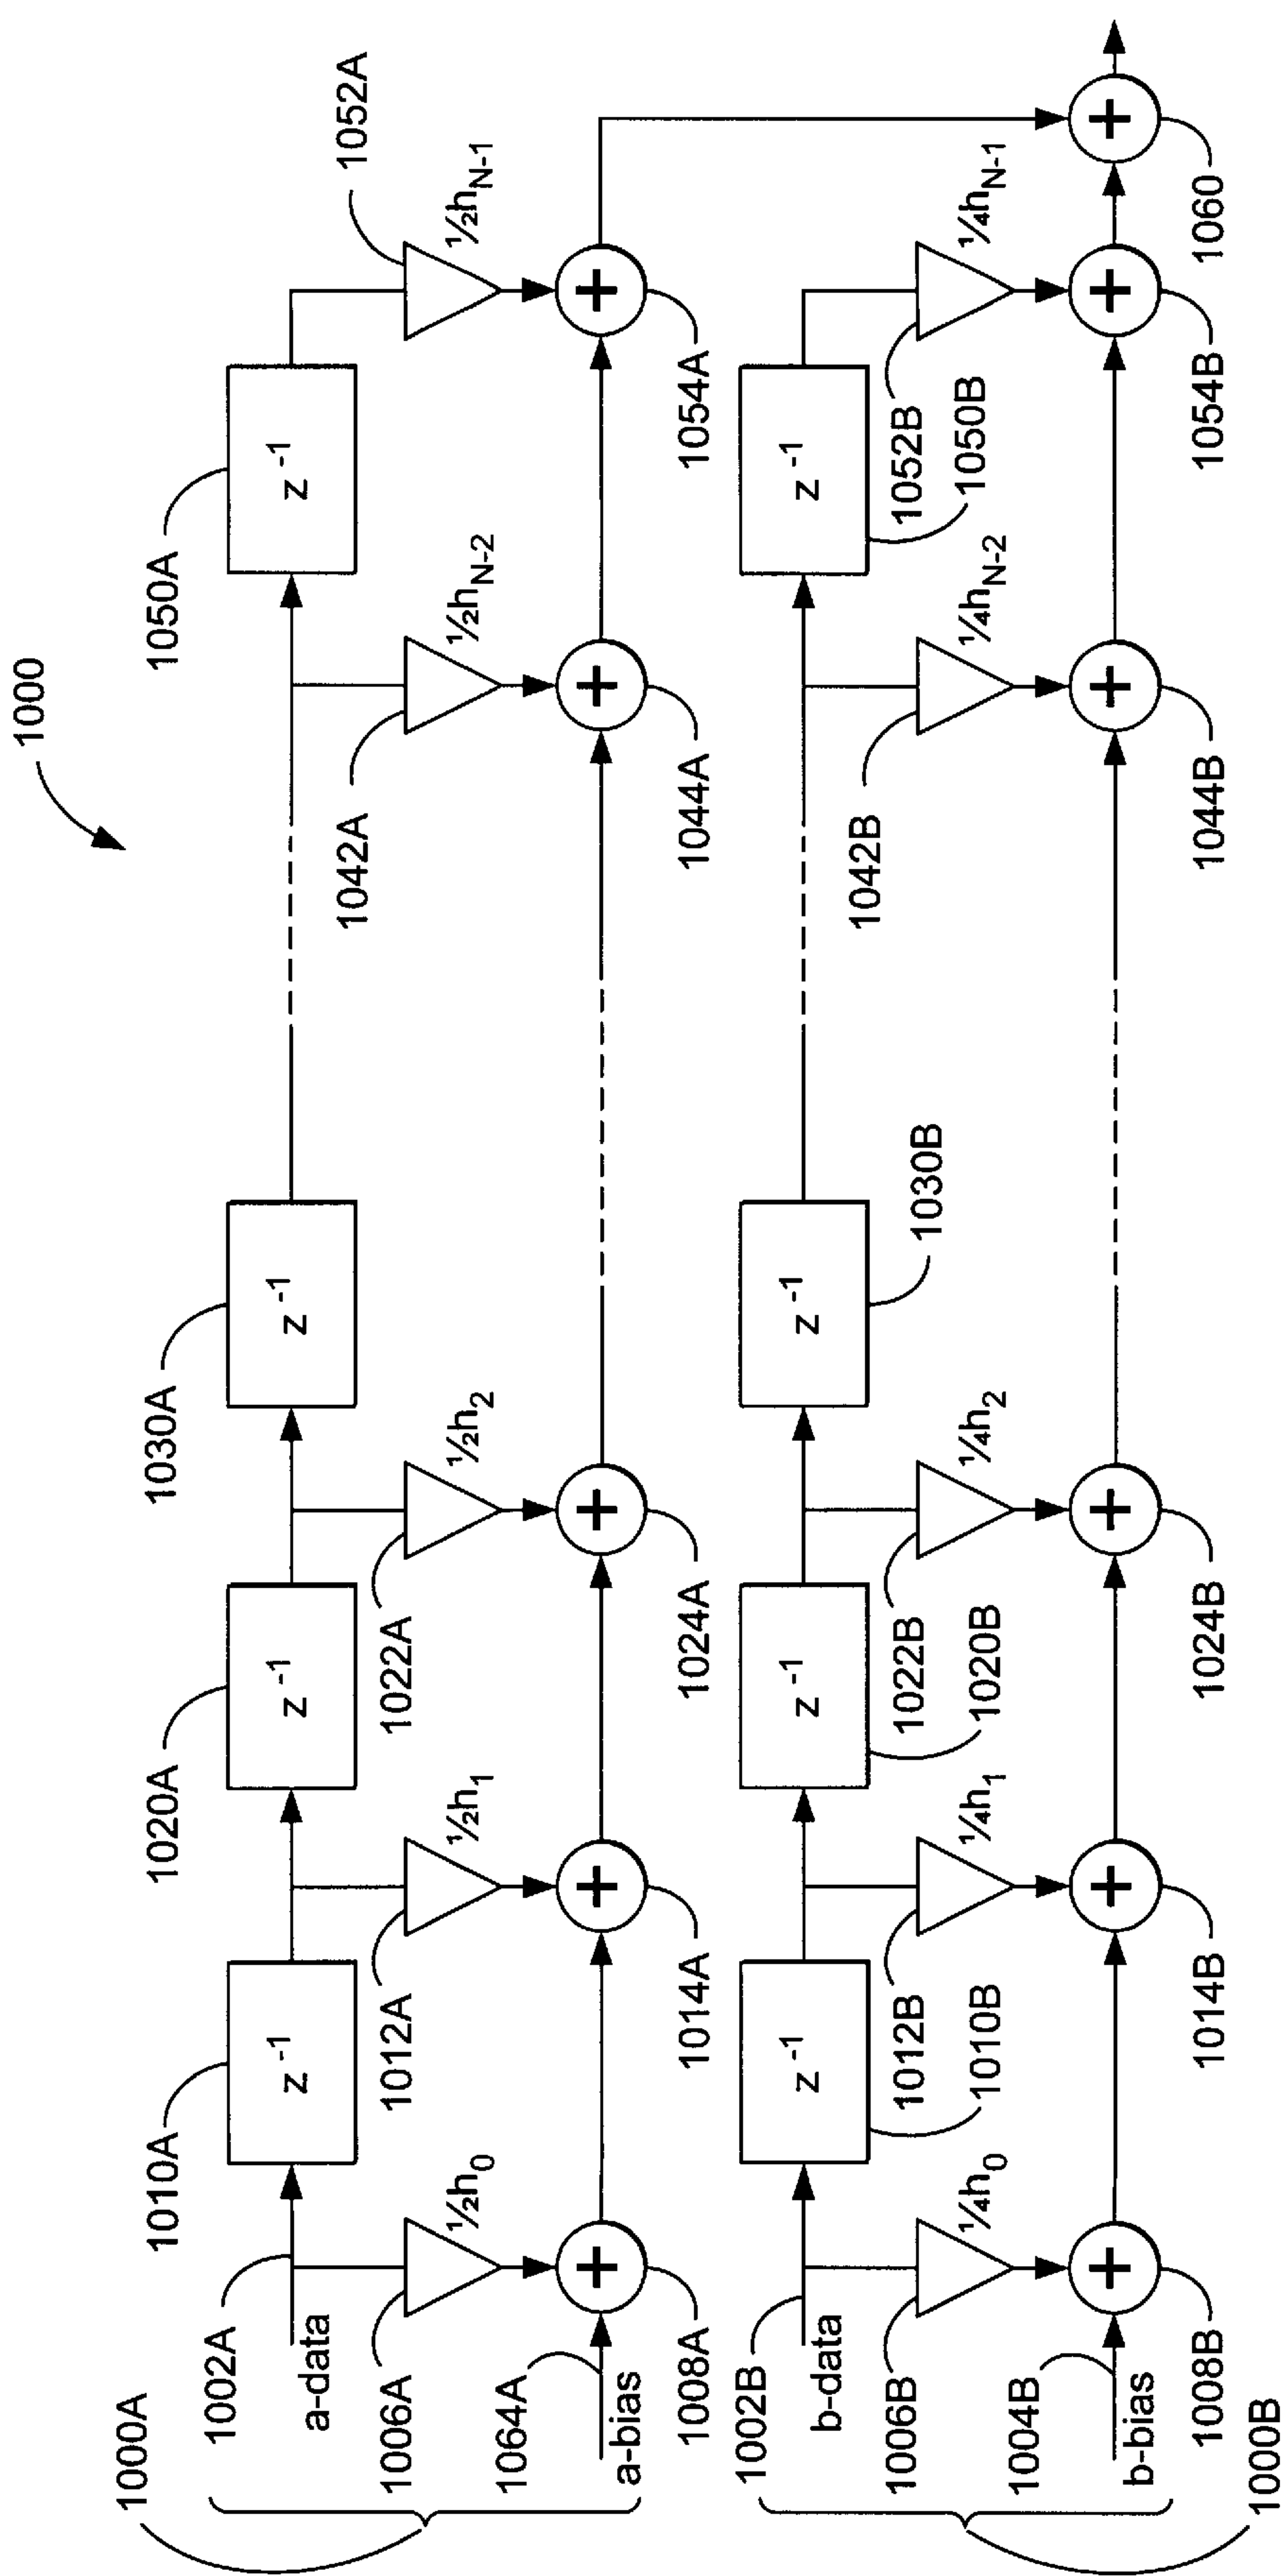 1000
1000A
1002A
a-data
1010A
1020A
1030A
1050A
z⁻¹
z⁻¹
z⁻¹
z⁻¹
1006A
½h₀
1012A
½h₁
1022A
½h₂
1042A
½hN-2
1052A
½hN-1
1064A
a-bias
+
+
+
+
+
1008A
1014A
1024A
1044A
1054A
1000B
1002B
b-data
z⁻¹
z⁻¹
z⁻¹
z⁻¹
1010B
1020B
1030B
1050B
1006B
¼h₀
1012B
¼h₁
1022B
¼h₂
1042B
¼hN-2
1052B
¼hN-1
1004B
b-bias
+
+
+
+
+
+
1008B
1014B
1024B
1044B
1054B
1060